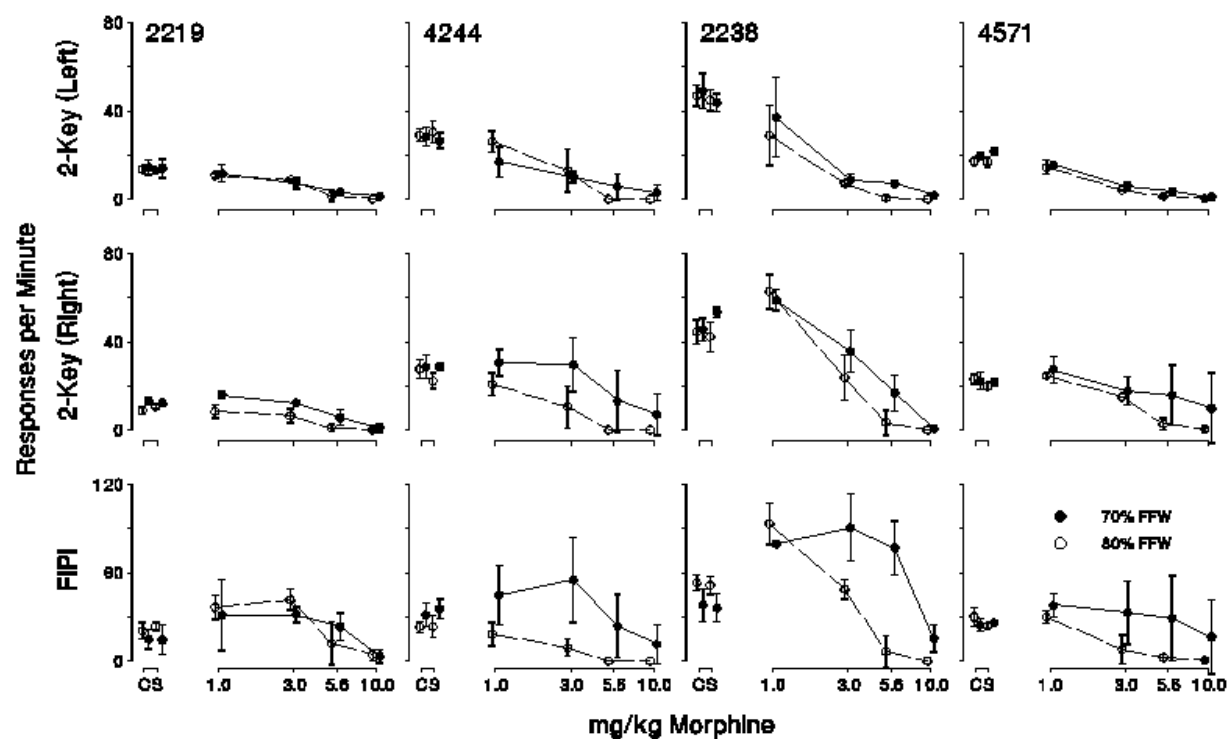 80
2219
4244
2238
4571
2-Key (Left)
40
0
80
2-Key (Right)
40
0
Responses per Minute
120
FIPI
60
0
70% FFW
80% FFW
CS 1.0 3.0 5.6 10.0
CS 1.0 3.0 5.6 10.0
CS 1.0 3.0 5.6 10.0
CS 1.0 3.0 5.6 10.0
mg/kg Morphine